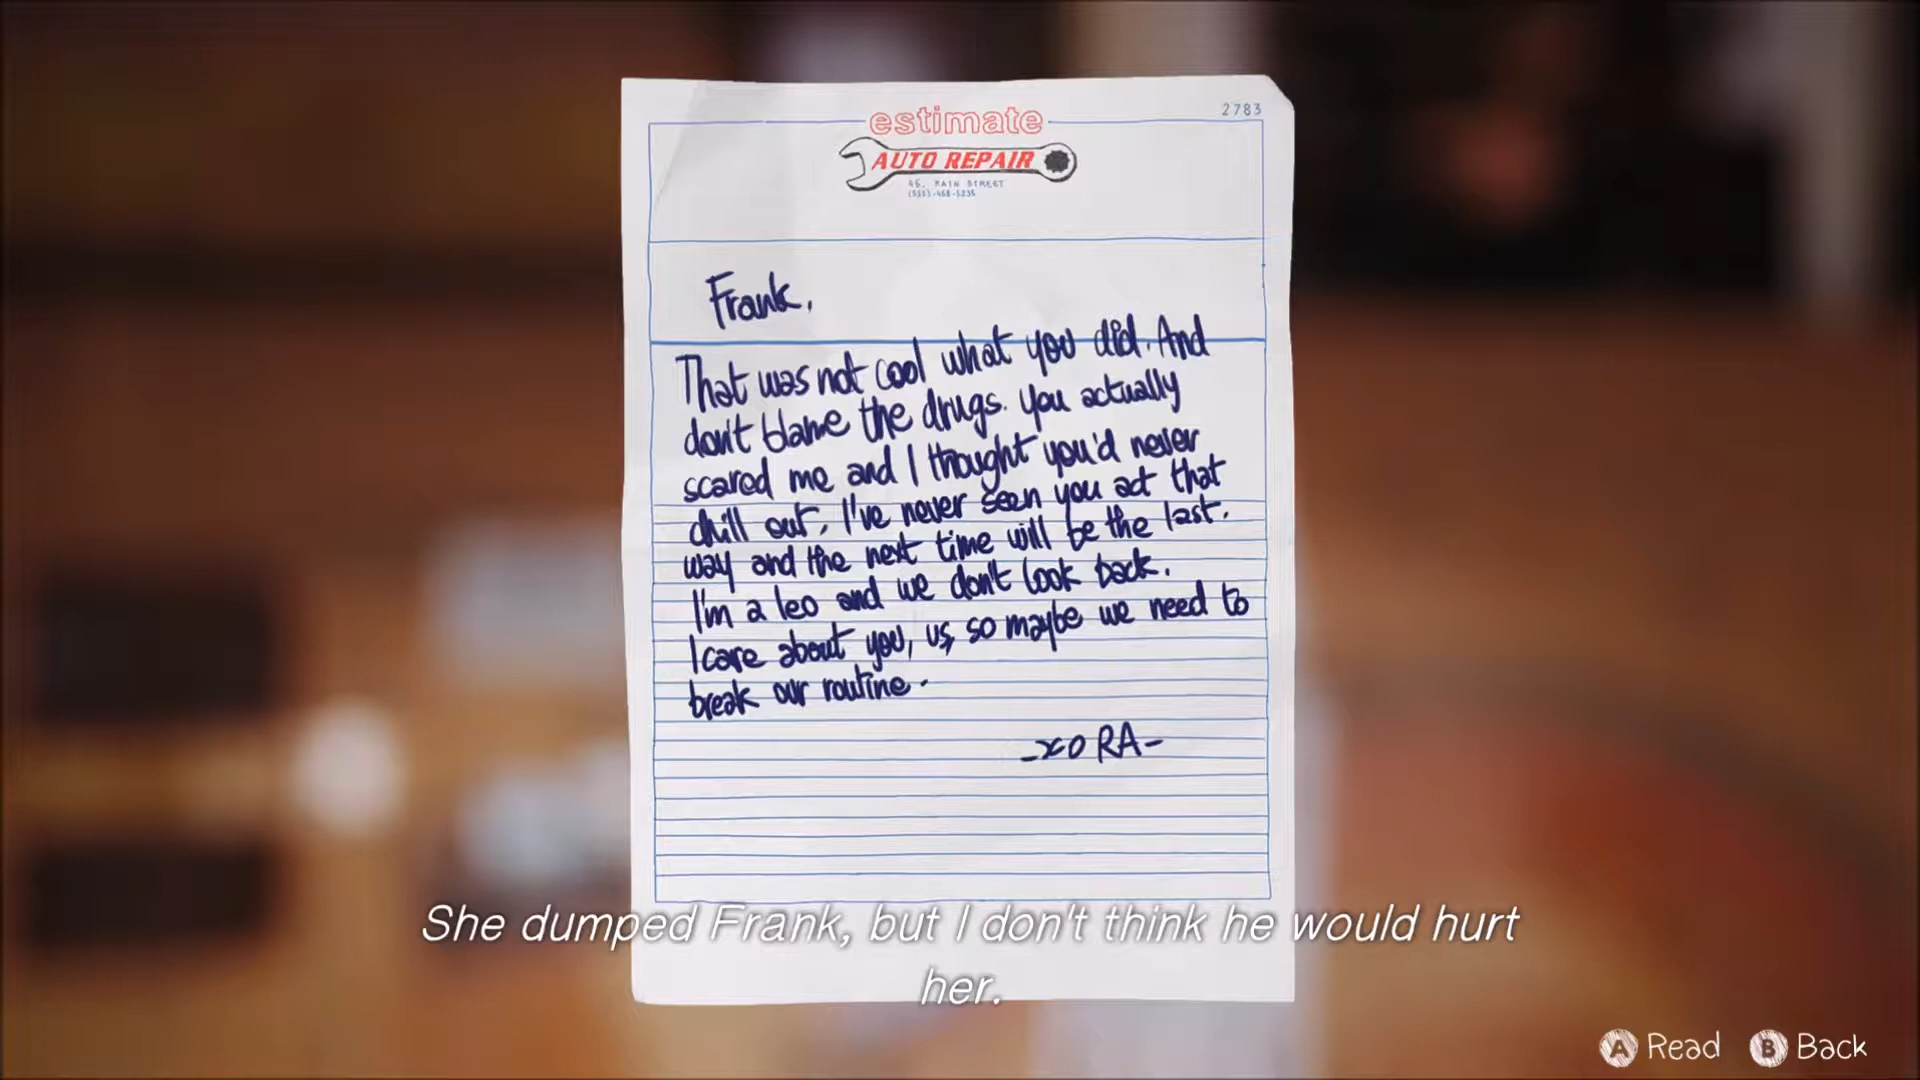 2783
estimate
AUTO REPAIR
45, MAIN STREET
Frank,
That was not cool what you did. And
don't blame the drugs. You actually
scared me and I thought you'd never
chill out. I've never seen you act that
way and the next time will be the last.
I'm a leo and we don't look back.
I care about you, us, so maybe we need to
break our routine.
-xo RA-
She dumped Frank, but I don't think he would hurt
her.
A Read B Back